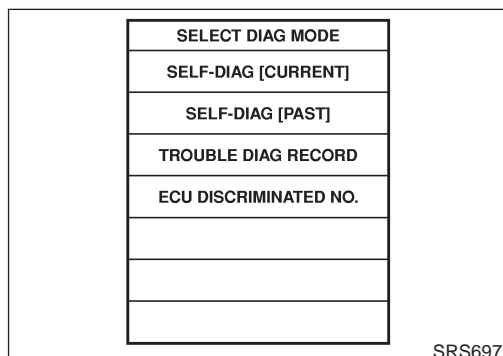 SELECT DIAG MODE
SELF-DIAG [CURRENT]
SELF-DIAG [PAST]
TROUBLE DIAG RECORD
ECU DISCRIMINATED NO.
SRS697